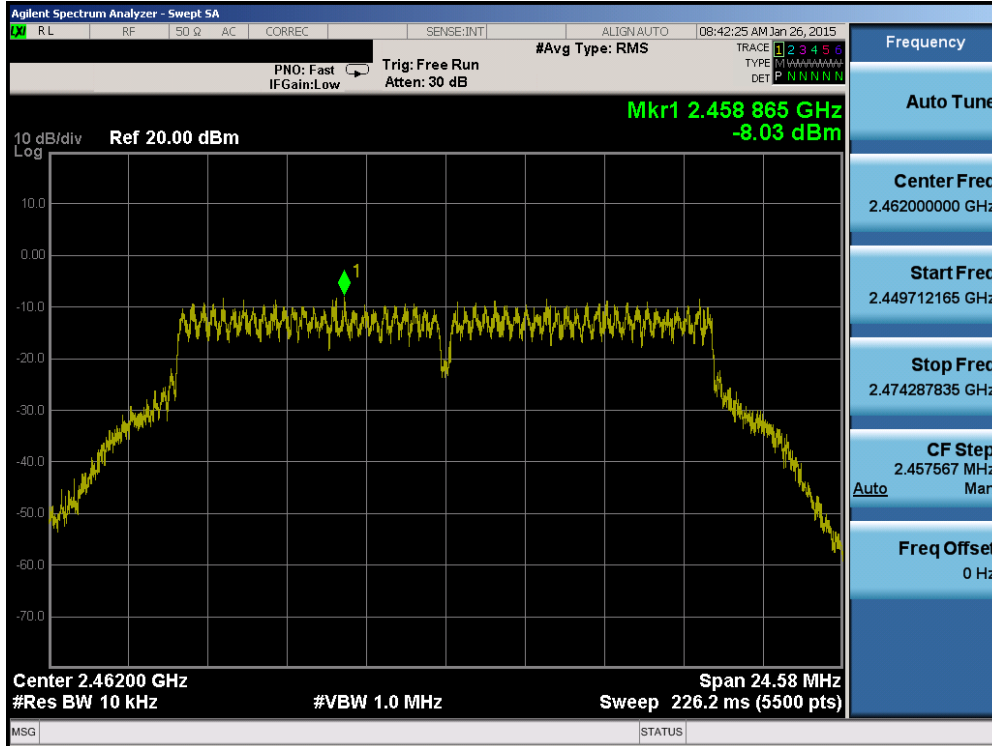 Agilent Spectrum Analyzer - Swept SA
LXI RL RF 50 Ω AC CORREC SENSE:INT ALIGN AUTO 08:42:25 AM Jan 26, 2015
#Avg Type: RMS TRACE 1 2 3 4 5 6
PNO: Fast Trig: Free Run TYPE M
IFGain:Low Atten: 30 dB DET P N N N N N
Mkr1 2.458 865 GHz
-8.03 dBm
10 dB/div Ref 20.00 dBm
Log
10.0
0.00
1
-10.0
-20.0
-30.0
-40.0
-50.0
-60.0
-70.0
Center 2.46200 GHz Span 24.58 MHz
#Res BW 10 kHz #VBW 1.0 MHz Sweep 226.2 ms (5500 pts)
MSG STATUS
Frequency
Auto Tune
Center Freq
2.462000000 GHz
Start Freq
2.449712165 GHz
Stop Freq
2.474287835 GHz
CF Step
2.457567 MHz
Auto Man
Freq Offset
0 Hz